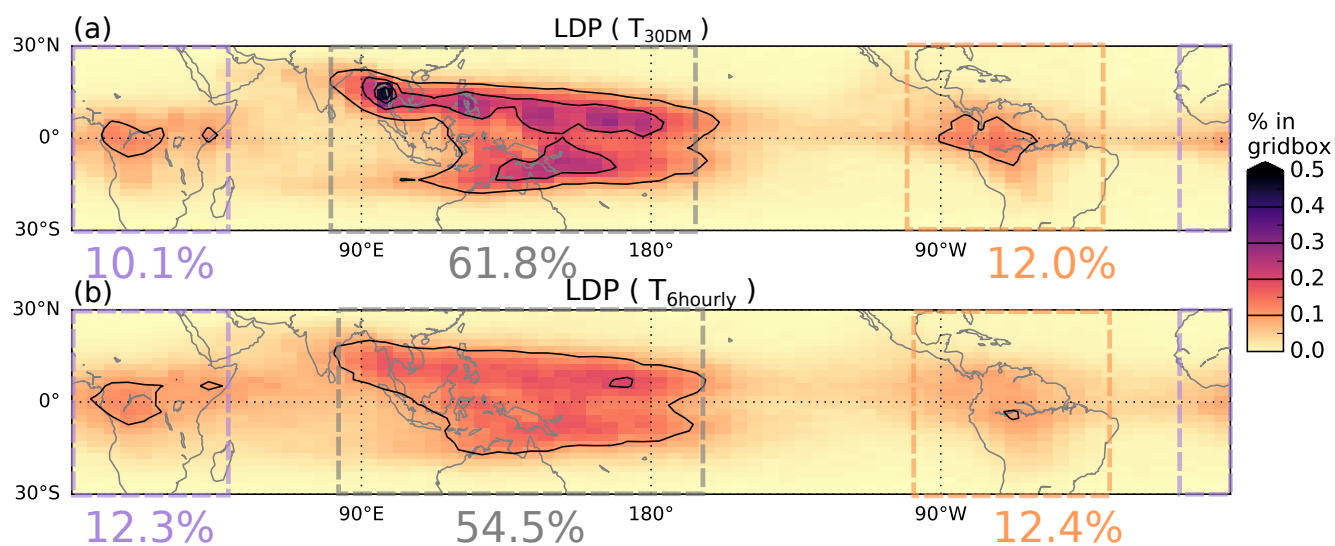 (a)
LDP ( T30DM)
30°N
0°
30°S
90°E
180°
90°W
10.1%
61.8%
12.0%
% in
gridbox
0.5
0.4
0.3
0.2
0.1
0.0
(b)
LDP ( T6hourly)
30°N
0°
30°S
90°E
180°
90°W
12.3%
54.5%
12.4%